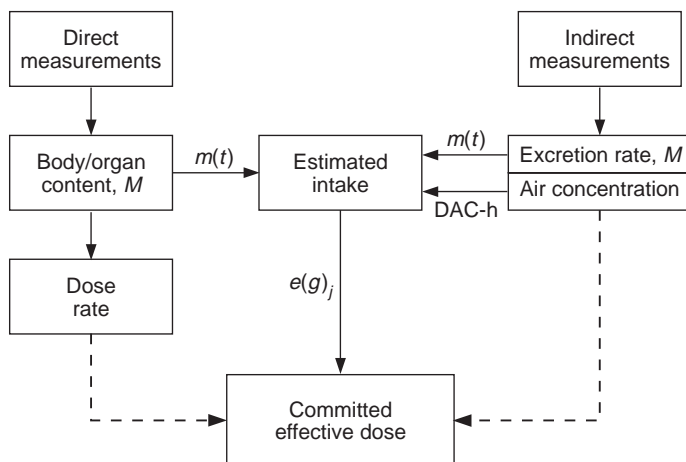 Direct
measurements
Indirect
measurements
Body/organ
content, M
m(t)
Estimated
intake
m(t)
Excretion rate, M
Air concentration
DAC-h
Dose
rate
e(g)j
Committed
effective dose